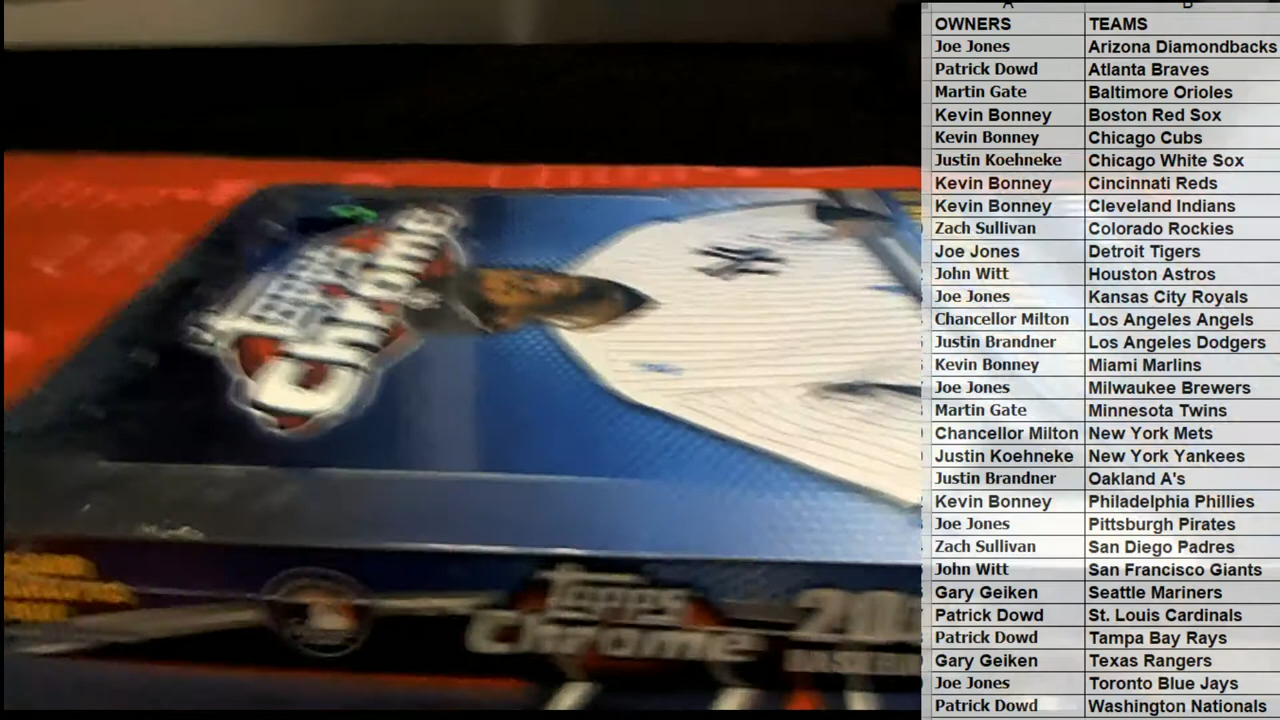 A B
OWNERS TEAMS
Joe Jones Arizona Diamondbacks
Patrick Dowd Atlanta Braves
Martin Gate Baltimore Orioles
Kevin Bonney Boston Red Sox
Kevin Bonney Chicago Cubs
Justin Koehneke Chicago White Sox
Kevin Bonney Cincinnati Reds
Kevin Bonney Cleveland Indians
Zach Sullivan Colorado Rockies
Joe Jones Detroit Tigers
John Witt Houston Astros
Joe Jones Kansas City Royals
Chancellor Milton Los Angeles Angels
Justin Brandner Los Angeles Dodgers
Kevin Bonney Miami Marlins
Joe Jones Milwaukee Brewers
Martin Gate Minnesota Twins
Chancellor Milton New York Mets
Justin Koehneke New York Yankees
Justin Brandner Oakland A's
Kevin Bonney Philadelphia Phillies
Joe Jones Pittsburgh Pirates
Zach Sullivan San Diego Padres
John Witt San Francisco Giants
Gary Geiken Seattle Mariners
Patrick Dowd St. Louis Cardinals
Patrick Dowd Tampa Bay Rays
Gary Geiken Texas Rangers
Joe Jones Toronto Blue Jays
Patrick Dowd Washington Nationals
Topps
Chrome
Topps
Chrome